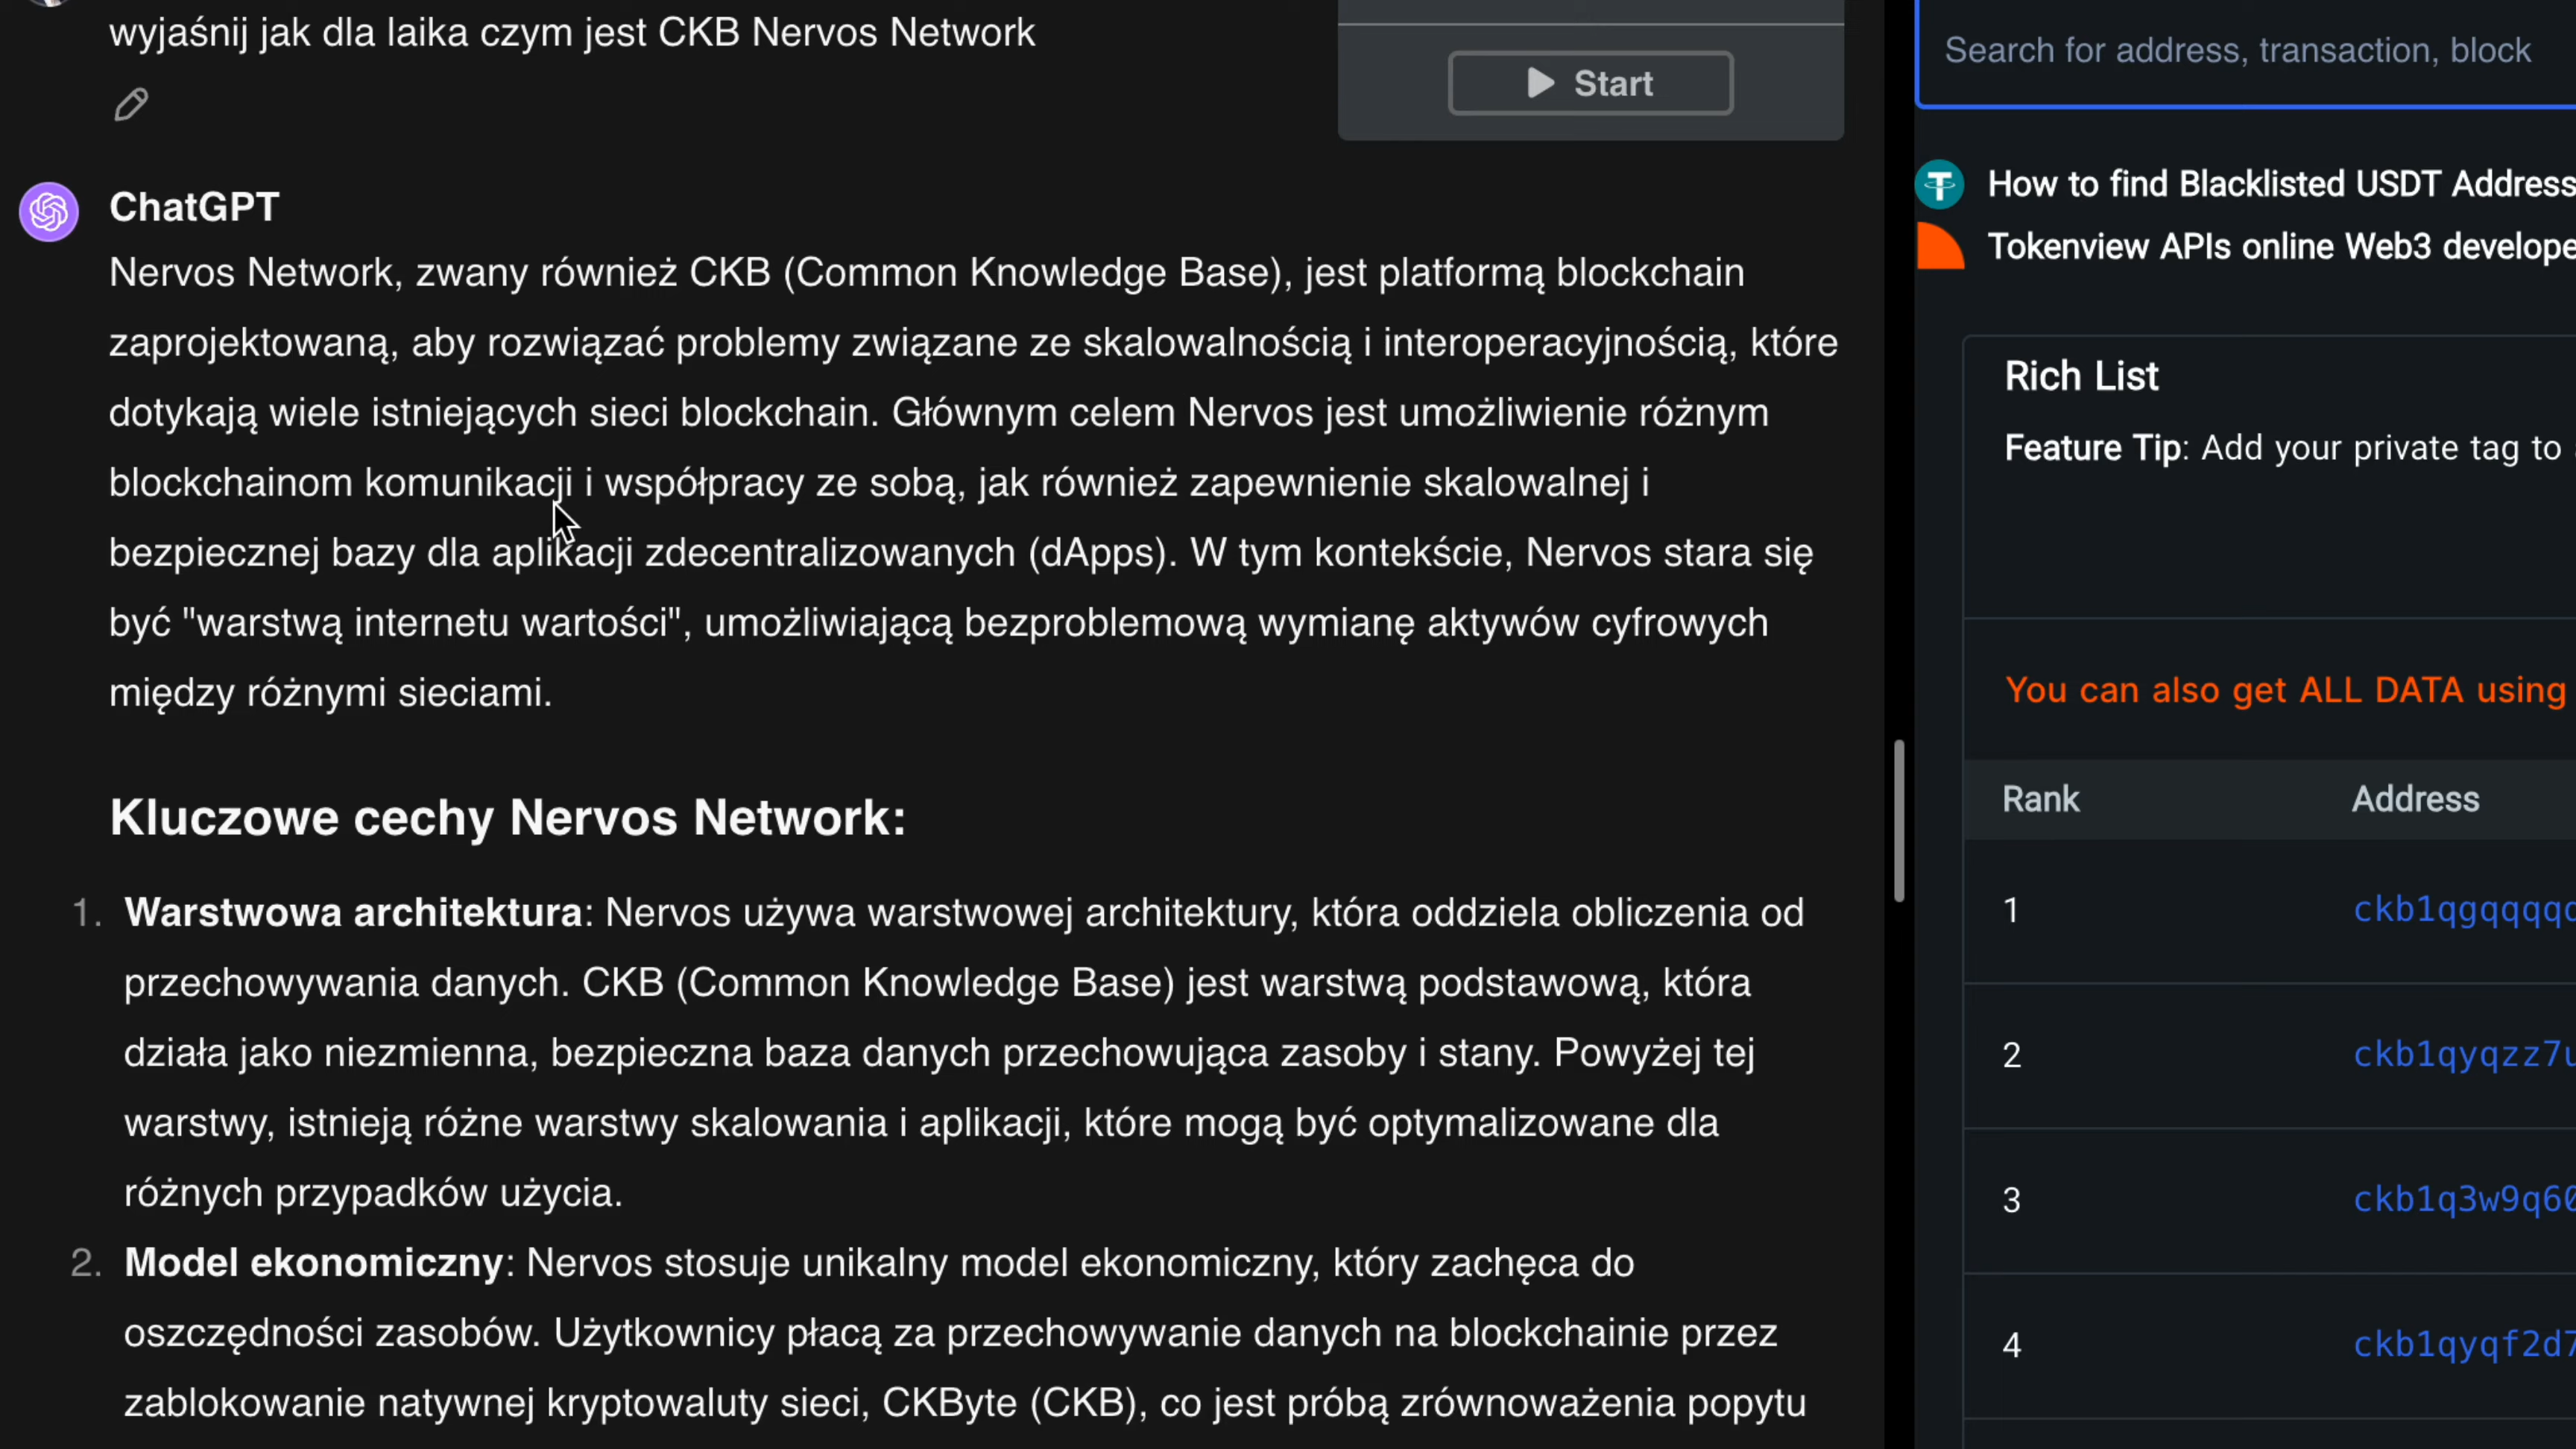 wyjaśnij jak dla laika czym jest CKB Nervos Network
Start
ChatGPT
Nervos Network, zwany również CKB (Common Knowledge Base), jest platformą blockchain
zaprojektowaną, aby rozwiązać problemy związane ze skalowalnością i interoperacyjnością, które
dotykają wiele istniejących sieci blockchain. Głównym celem Nervos jest umożliwienie różnym
blockchainom komunikacji i współpracy ze sobą, jak również zapewnienie skalowalnej i
bezpiecznej bazy dla aplikacji zdecentralizowanych (dApps). W tym kontekście, Nervos stara się
być "warstwą internetu wartości", umożliwiającą bezproblemową wymianę aktywów cyfrowych
między różnymi sieciami.
Kluczowe cechy Nervos Network:
1. Warstwowa architektura: Nervos używa warstwowej architektury, która oddziela obliczenia od
przechowywania danych. CKB (Common Knowledge Base) jest warstwą podstawową, która
działa jako niezmienna, bezpieczna baza danych przechowująca zasoby i stany. Powyżej tej
warstwy, istnieją różne warstwy skalowania i aplikacji, które mogą być optymalizowane dla
różnych przypadków użycia.
2. Model ekonomiczny: Nervos stosuje unikalny model ekonomiczny, który zachęca do
oszczędności zasobów. Użytkownicy płacą za przechowywanie danych na blockchainie przez
zablokowanie natywnej kryptowaluty sieci, CKByte (CKB), co jest próbą zrównoważenia popytu
Search for address, transaction, block
How to find Blacklisted USDT Address
Tokenview APIs online Web3 develope
Rich List
Feature Tip: Add your private tag to
You can also get ALL DATA using
Rank Address
1 ckb1qgqqqq
2 ckb1qyqzz7u
3 ckb1q3w9q60
4 ckb1qyqf2d7